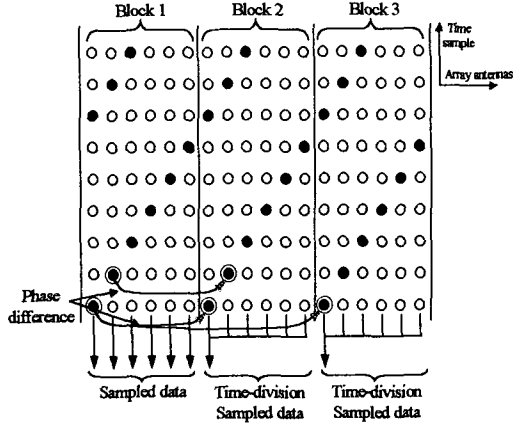 Block 1
Block 2
Block 3
Time
sample
Array antennas
Phase
difference
Sampled data
Time-division
Sampled data
Time-division
Sampled data